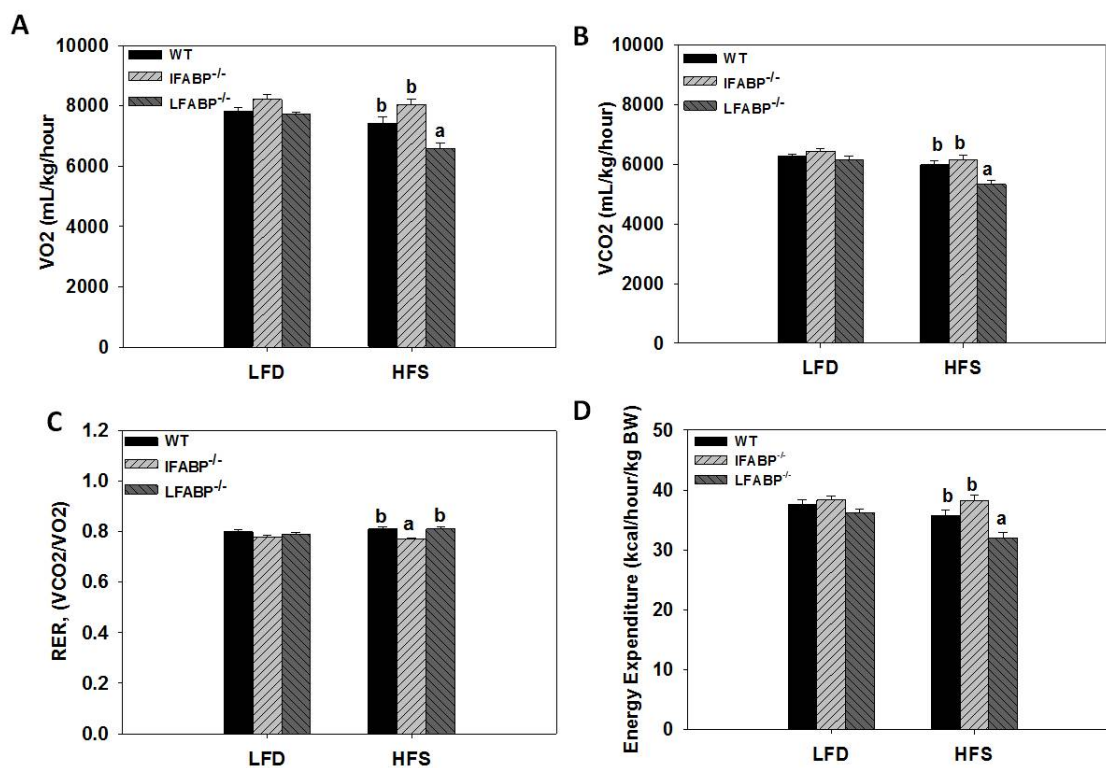 A
VO2 (mL/kg/hour)
10000
8000
6000
4000
2000
0
WT
IFABP-/-
LFABP-/-
b b
a
LFD HFS
B
VCO2 (mL/kg/hour)
10000
8000
6000
4000
2000
0
WT
IFABP-/-
LFABP-/-
b b
a
LFD HFS
C
RER, (VCO2/VO2)
1.2
1.0
0.8
0.6
0.4
0.2
0.0
WT
IFABP-/-
LFABP-/-
b a b
LFD HFS
D
Energy Expenditure (kcal/hour/kg BW)
50
40
30
20
10
0
WT
IFABP-/-
LFABP-/-
b b
a
LFD HFS